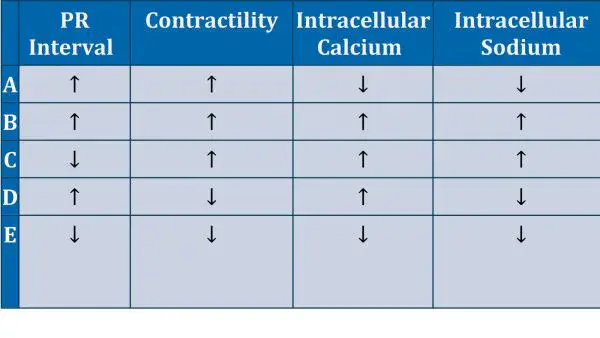 PR Interval Contractility Intracellular Calcium Intracellular Sodium
A ↑ ↑ ↓ ↓
B ↑ ↑ ↑ ↑
C ↓ ↑ ↑ ↑
D ↑ ↓ ↑ ↓
E ↓ ↓ ↓ ↓